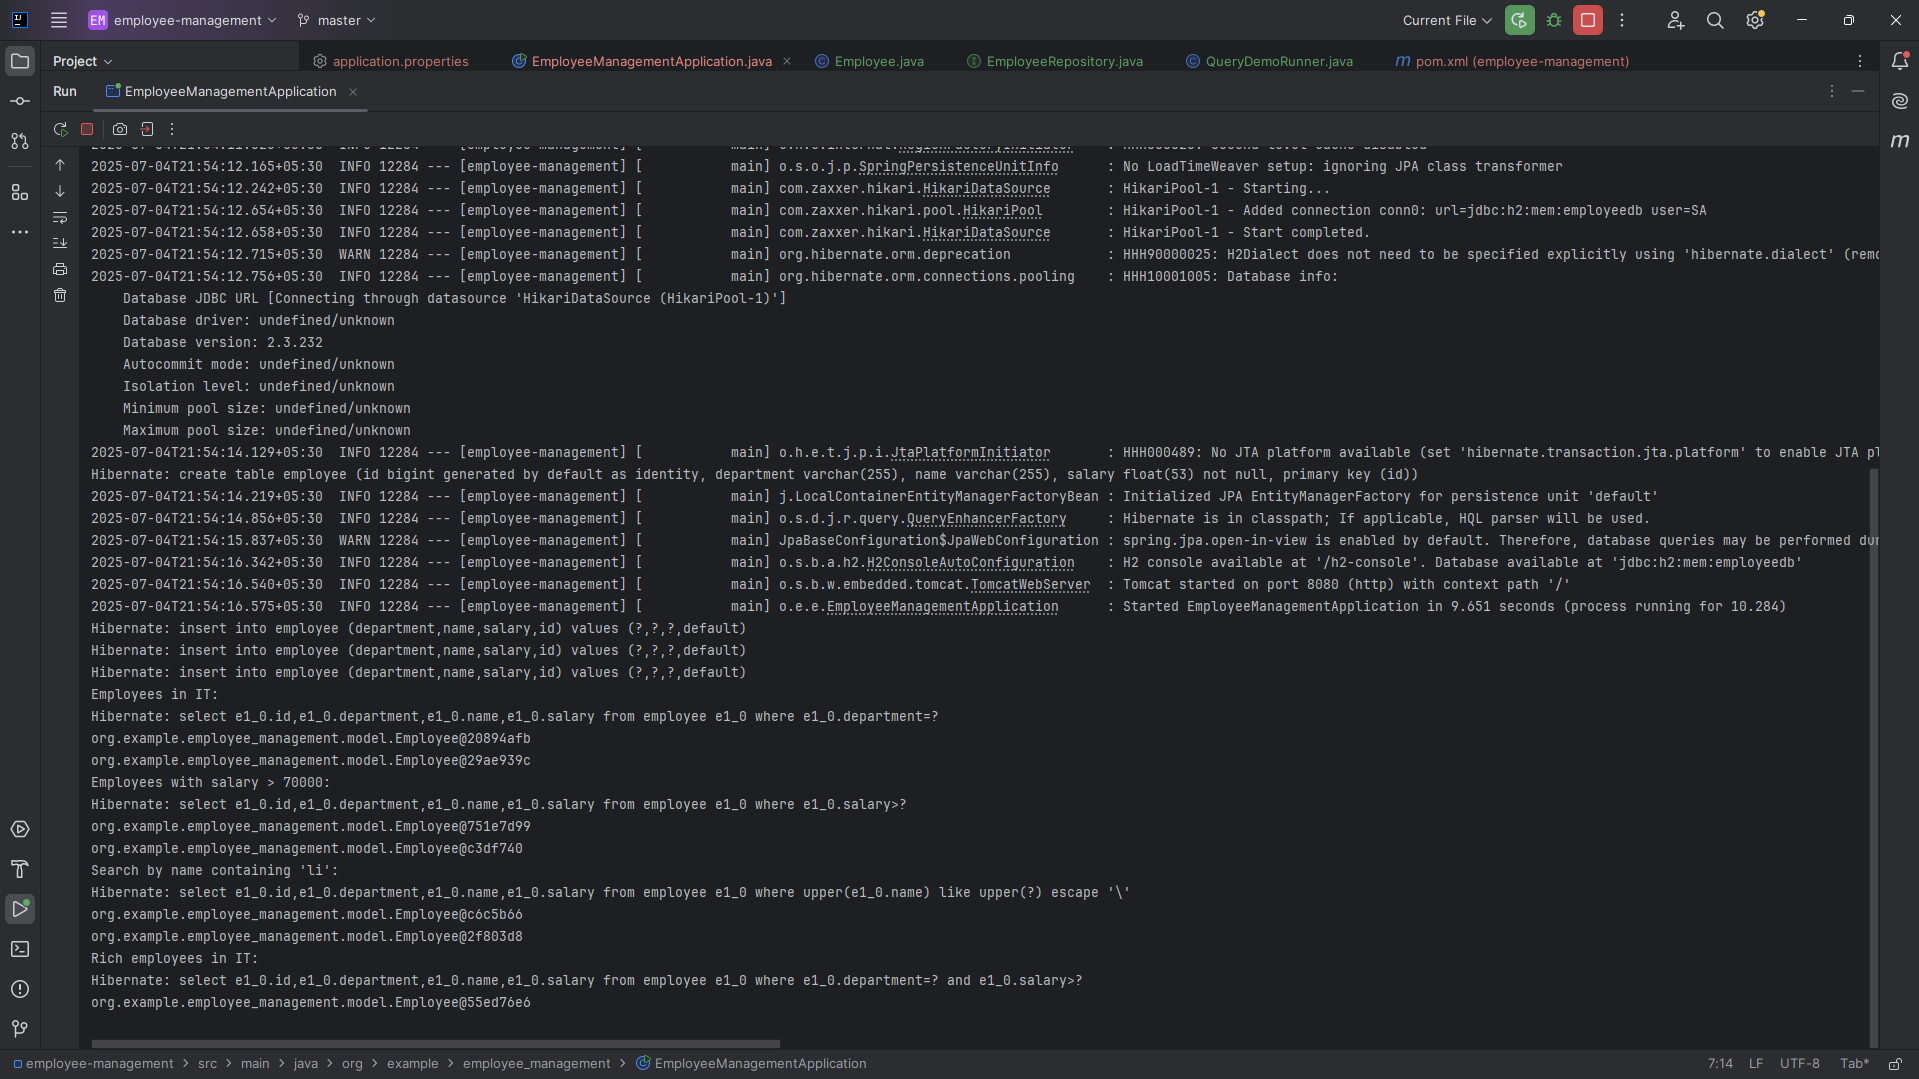 EM employee-management master Current File
Project application.properties EmployeeManagementApplication.java Employee.java EmployeeRepository.java QueryDemoRunner.java pom.xml (employee-management)
Run EmployeeManagementApplication
2025-07-04T21:54:12.165+05:30  INFO 12284 --- [employee-management] [           main] o.s.o.j.p.SpringPersistenceUnitInfo      : No LoadTimeWeaver setup: ignoring JPA class transformer
2025-07-04T21:54:12.242+05:30  INFO 12284 --- [employee-management] [           main] com.zaxxer.hikari.HikariDataSource       : HikariPool-1 - Starting...
2025-07-04T21:54:12.654+05:30  INFO 12284 --- [employee-management] [           main] com.zaxxer.hikari.pool.HikariPool        : HikariPool-1 - Added connection conn0: url=jdbc:h2:mem:employeedb user=SA
2025-07-04T21:54:12.658+05:30  INFO 12284 --- [employee-management] [           main] com.zaxxer.hikari.HikariDataSource       : HikariPool-1 - Start completed.
2025-07-04T21:54:12.715+05:30  WARN 12284 --- [employee-management] [           main] org.hibernate.orm.deprecation            : HHH90000025: H2Dialect does not need to be specified explicitly using 'hibernate.dialect' (remo
2025-07-04T21:54:12.756+05:30  INFO 12284 --- [employee-management] [           main] org.hibernate.orm.connections.pooling    : HHH10001005: Database info:
Database JDBC URL [Connecting through datasource 'HikariDataSource (HikariPool-1)']
Database driver: undefined/unknown
Database version: 2.3.232
Autocommit mode: undefined/unknown
Isolation level: undefined/unknown
Minimum pool size: undefined/unknown
Maximum pool size: undefined/unknown
2025-07-04T21:54:14.129+05:30  INFO 12284 --- [employee-management] [           main] o.h.e.t.j.p.i.JtaPlatformInitiator       : HHH000489: No JTA platform available (set 'hibernate.transaction.jta.platform' to enable JTA pl
Hibernate: create table employee (id bigint generated by default as identity, department varchar(255), name varchar(255), salary float(53) not null, primary key (id))
2025-07-04T21:54:14.219+05:30  INFO 12284 --- [employee-management] [           main] j.LocalContainerEntityManagerFactoryBean : Initialized JPA EntityManagerFactory for persistence unit 'default'
2025-07-04T21:54:14.856+05:30  INFO 12284 --- [employee-management] [           main] o.s.d.j.r.query.QueryEnhancerFactory     : Hibernate is in classpath; If applicable, HQL parser will be used.
2025-07-04T21:54:15.837+05:30  WARN 12284 --- [employee-management] [           main] JpaBaseConfiguration$JpaWebConfiguration : spring.jpa.open-in-view is enabled by default. Therefore, database queries may be performed dur
2025-07-04T21:54:16.342+05:30  INFO 12284 --- [employee-management] [           main] o.s.b.a.h2.H2ConsoleAutoConfiguration    : H2 console available at '/h2-console'. Database available at 'jdbc:h2:mem:employeedb'
2025-07-04T21:54:16.540+05:30  INFO 12284 --- [employee-management] [           main] o.s.b.w.embedded.tomcat.TomcatWebServer  : Tomcat started on port 8080 (http) with context path '/'
2025-07-04T21:54:16.575+05:30  INFO 12284 --- [employee-management] [           main] o.e.e.EmployeeManagementApplication      : Started EmployeeManagementApplication in 9.651 seconds (process running for 10.284)
Hibernate: insert into employee (department,name,salary,id) values (?,?,?,default)
Hibernate: insert into employee (department,name,salary,id) values (?,?,?,default)
Hibernate: insert into employee (department,name,salary,id) values (?,?,?,default)
Employees in IT:
Hibernate: select e1_0.id,e1_0.department,e1_0.name,e1_0.salary from employee e1_0 where e1_0.department=?
org.example.employee_management.model.Employee@20894afb
org.example.employee_management.model.Employee@29ae939c
Employees with salary > 70000:
Hibernate: select e1_0.id,e1_0.department,e1_0.name,e1_0.salary from employee e1_0 where e1_0.salary>?
org.example.employee_management.model.Employee@751e7d99
org.example.employee_management.model.Employee@c3df740
Search by name containing 'li':
Hibernate: select e1_0.id,e1_0.department,e1_0.name,e1_0.salary from employee e1_0 where upper(e1_0.name) like upper(?) escape '\'
org.example.employee_management.model.Employee@c6c5b66
org.example.employee_management.model.Employee@2f803d8
Rich employees in IT:
Hibernate: select e1_0.id,e1_0.department,e1_0.name,e1_0.salary from employee e1_0 where e1_0.department=? and e1_0.salary>?
org.example.employee_management.model.Employee@55ed76e6
employee-management > src > main > java > org > example > employee_management > EmployeeManagementApplication 7:14 LF UTF-8 Tab*